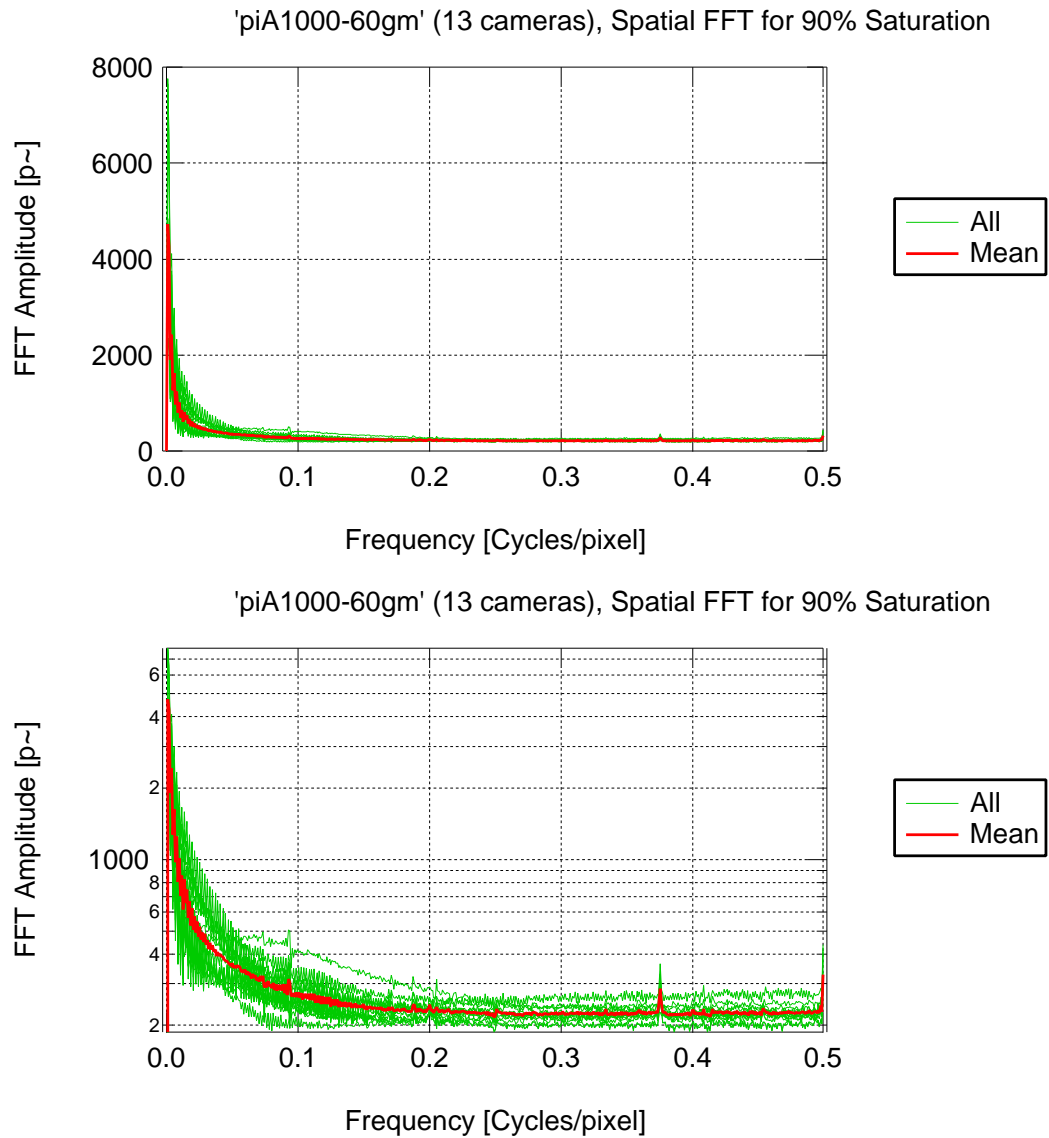 'piA1000-60gm' (13 cameras), Spatial FFT for 90% Saturation
8000
6000
4000
2000
0
FFT Amplitude [p~]
0.0 0.1 0.2 0.3 0.4 0.5
Frequency [Cycles/pixel]
All
Mean
'piA1000-60gm' (13 cameras), Spatial FFT for 90% Saturation
6
4
2
1000
8
6
4
2
FFT Amplitude [p~]
0.0 0.1 0.2 0.3 0.4 0.5
Frequency [Cycles/pixel]
All
Mean